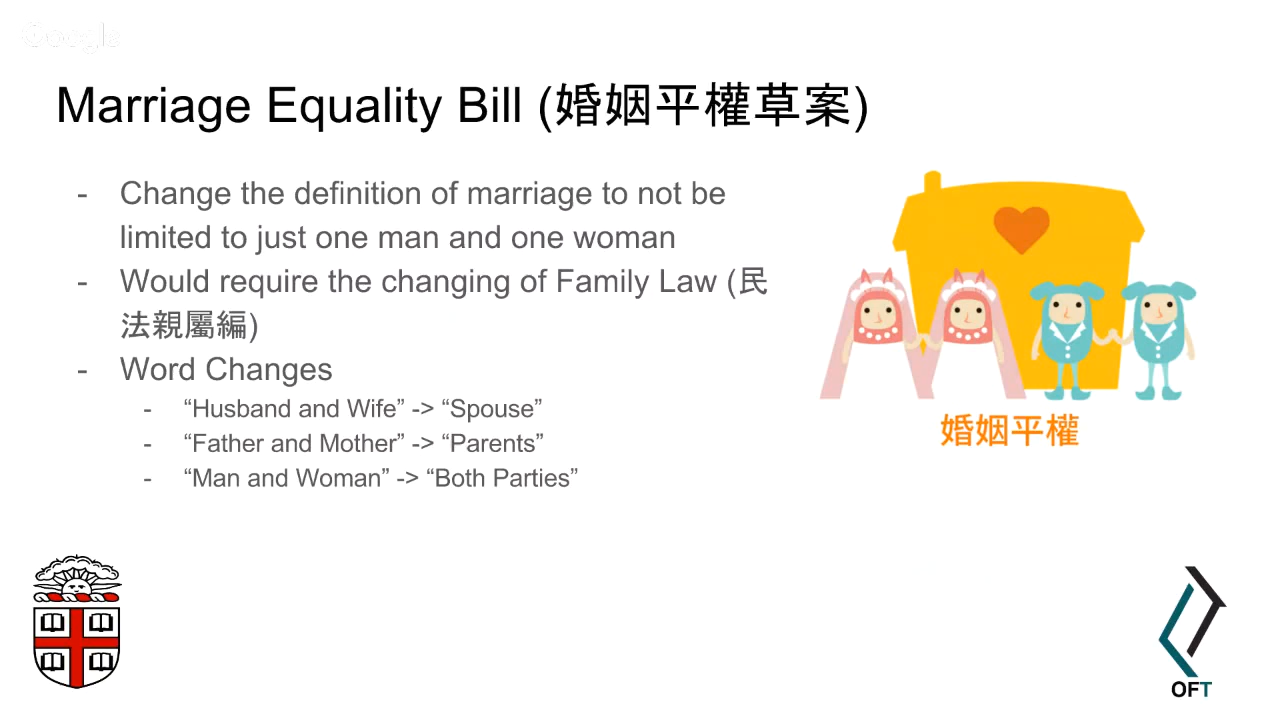 Google
Marriage Equality Bill (婚姻平權草案)
- Change the definition of marriage to not be
limited to just one man and one woman
- Would require the changing of Family Law (民
法親屬編)
- Word Changes
- “Husband and Wife” -> “Spouse”
- “Father and Mother” -> “Parents”
- “Man and Woman” -> “Both Parties”
婚姻平權
OFT